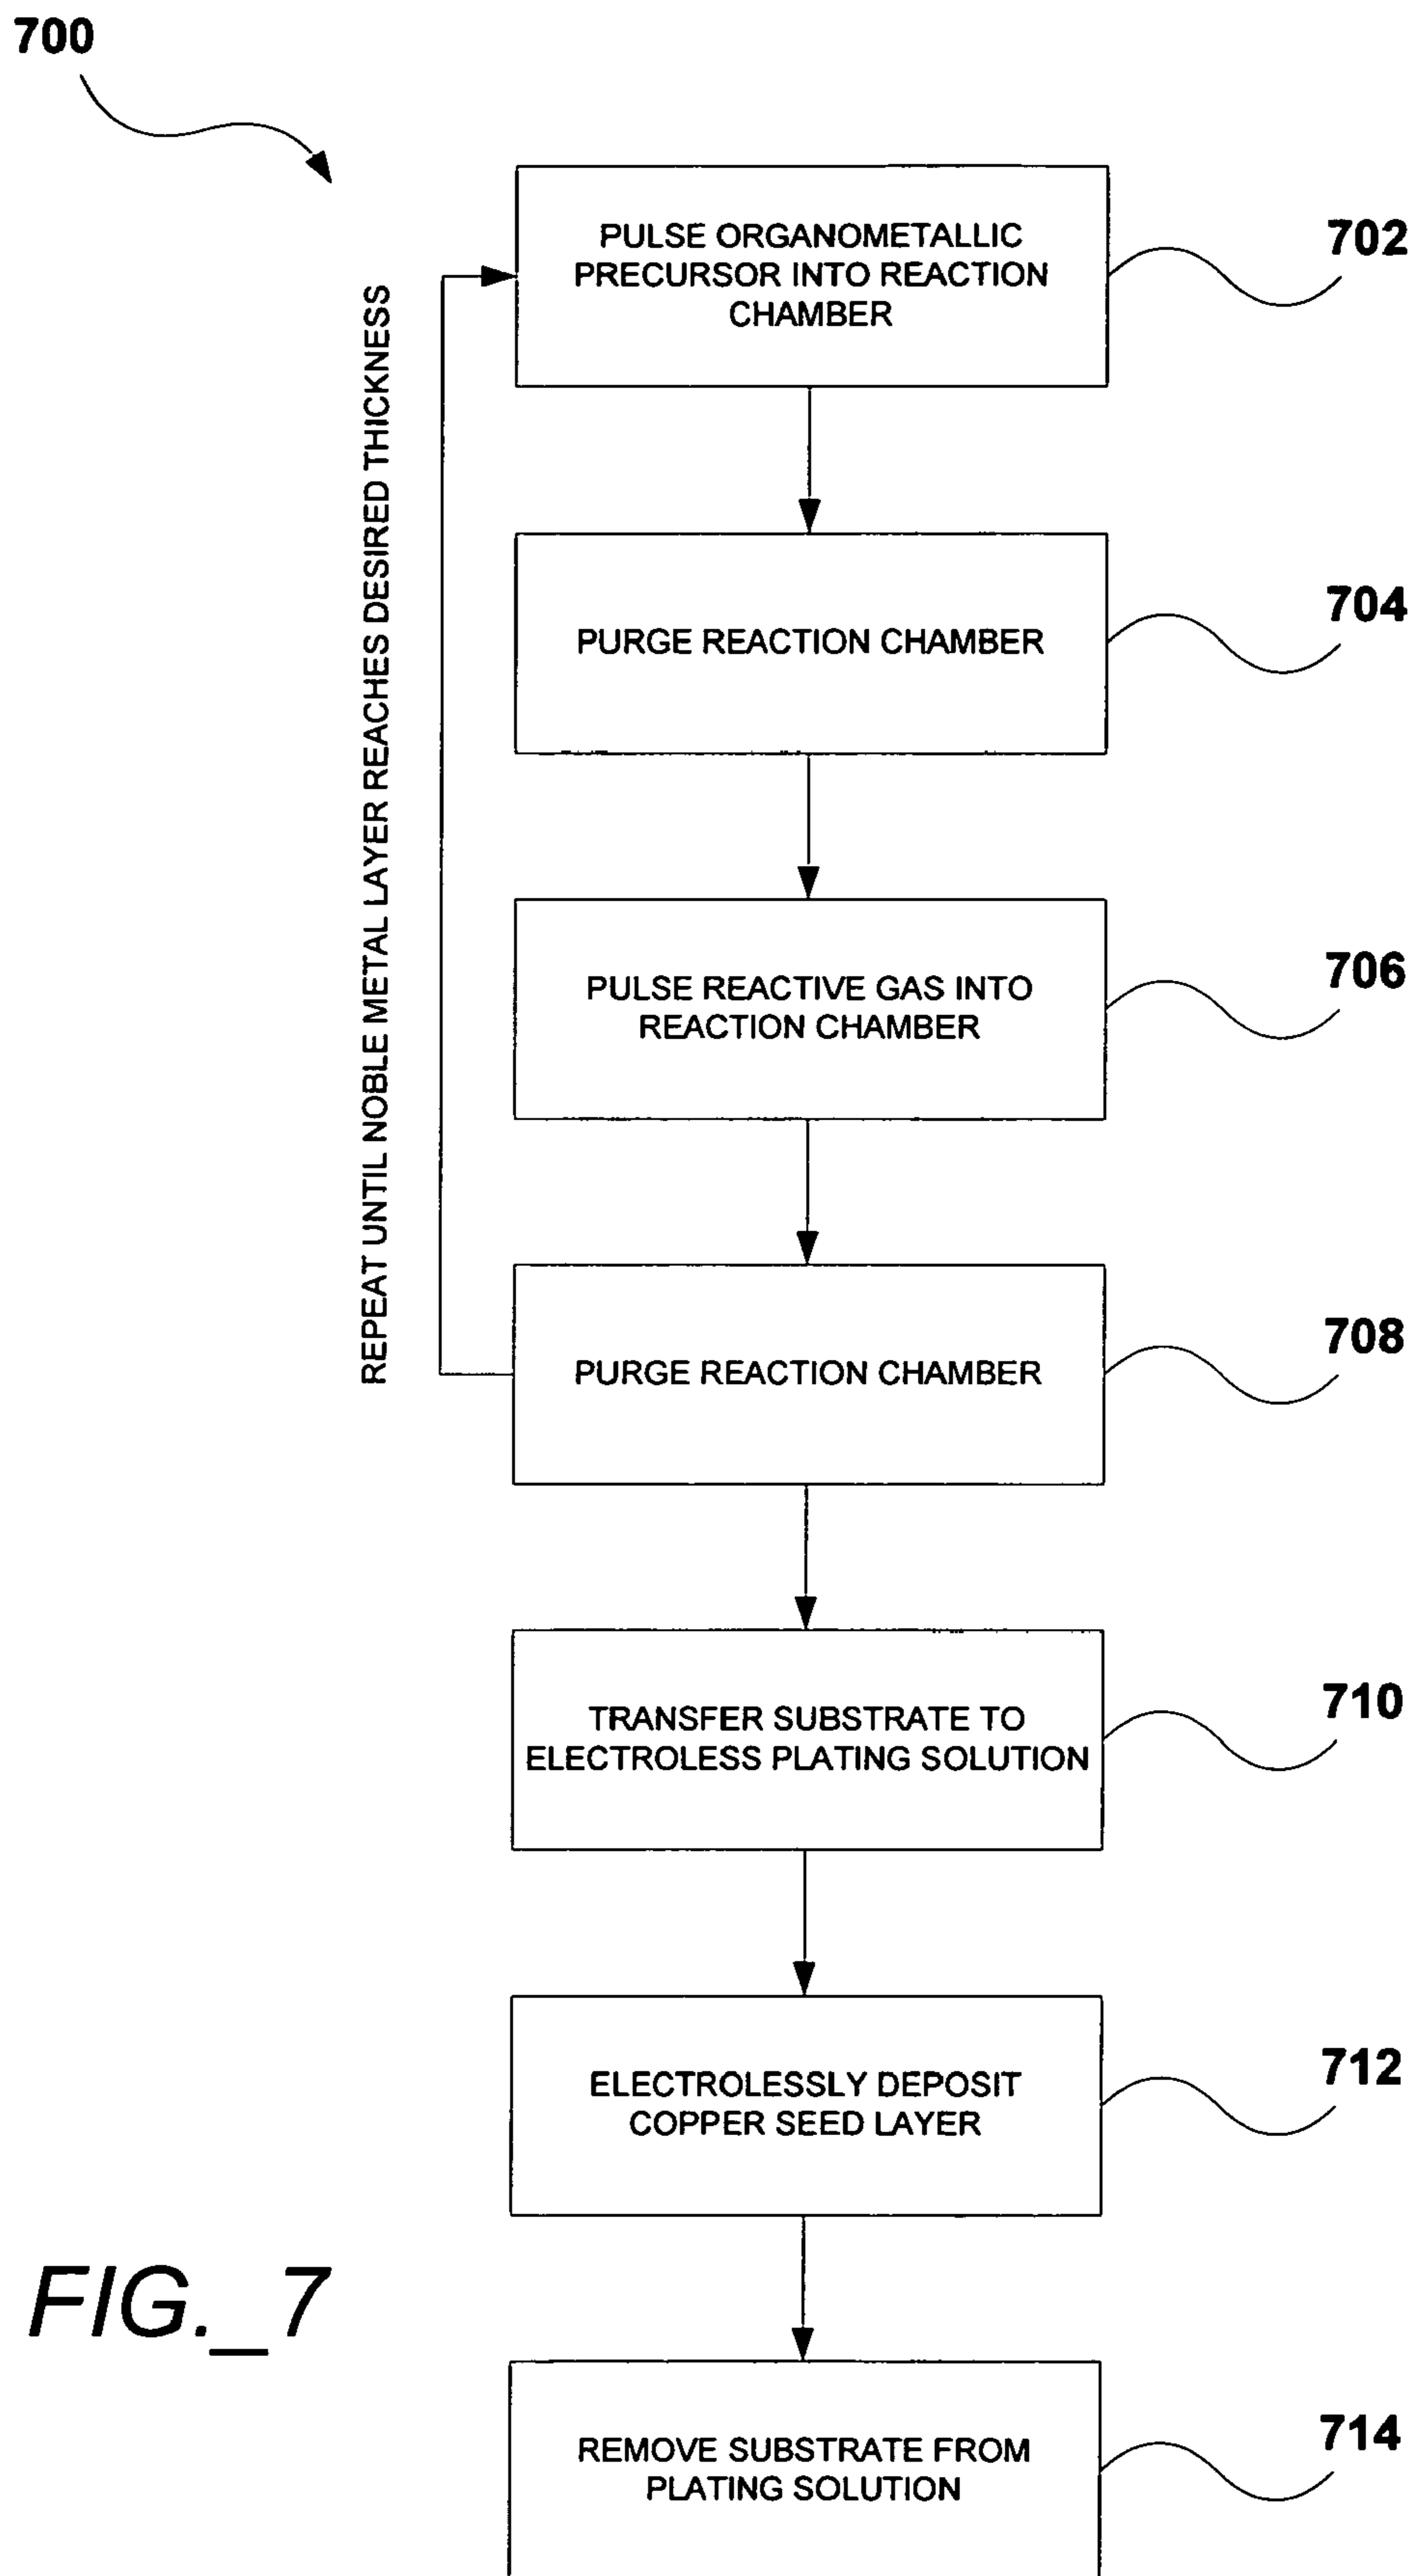 700
PULSE ORGANOMETALLIC
PRECURSOR INTO REACTION
CHAMBER
702
REPEAT UNTIL NOBLE METAL LAYER REACHES DESIRED THICKNESS
PURGE REACTION CHAMBER
704
PULSE REACTIVE GAS INTO
REACTION CHAMBER
706
PURGE REACTION CHAMBER
708
TRANSFER SUBSTRATE TO
ELECTROLESS PLATING SOLUTION
710
ELECTROLESSLY DEPOSIT
COPPER SEED LAYER
712
FIG._7
REMOVE SUBSTRATE FROM
PLATING SOLUTION
714